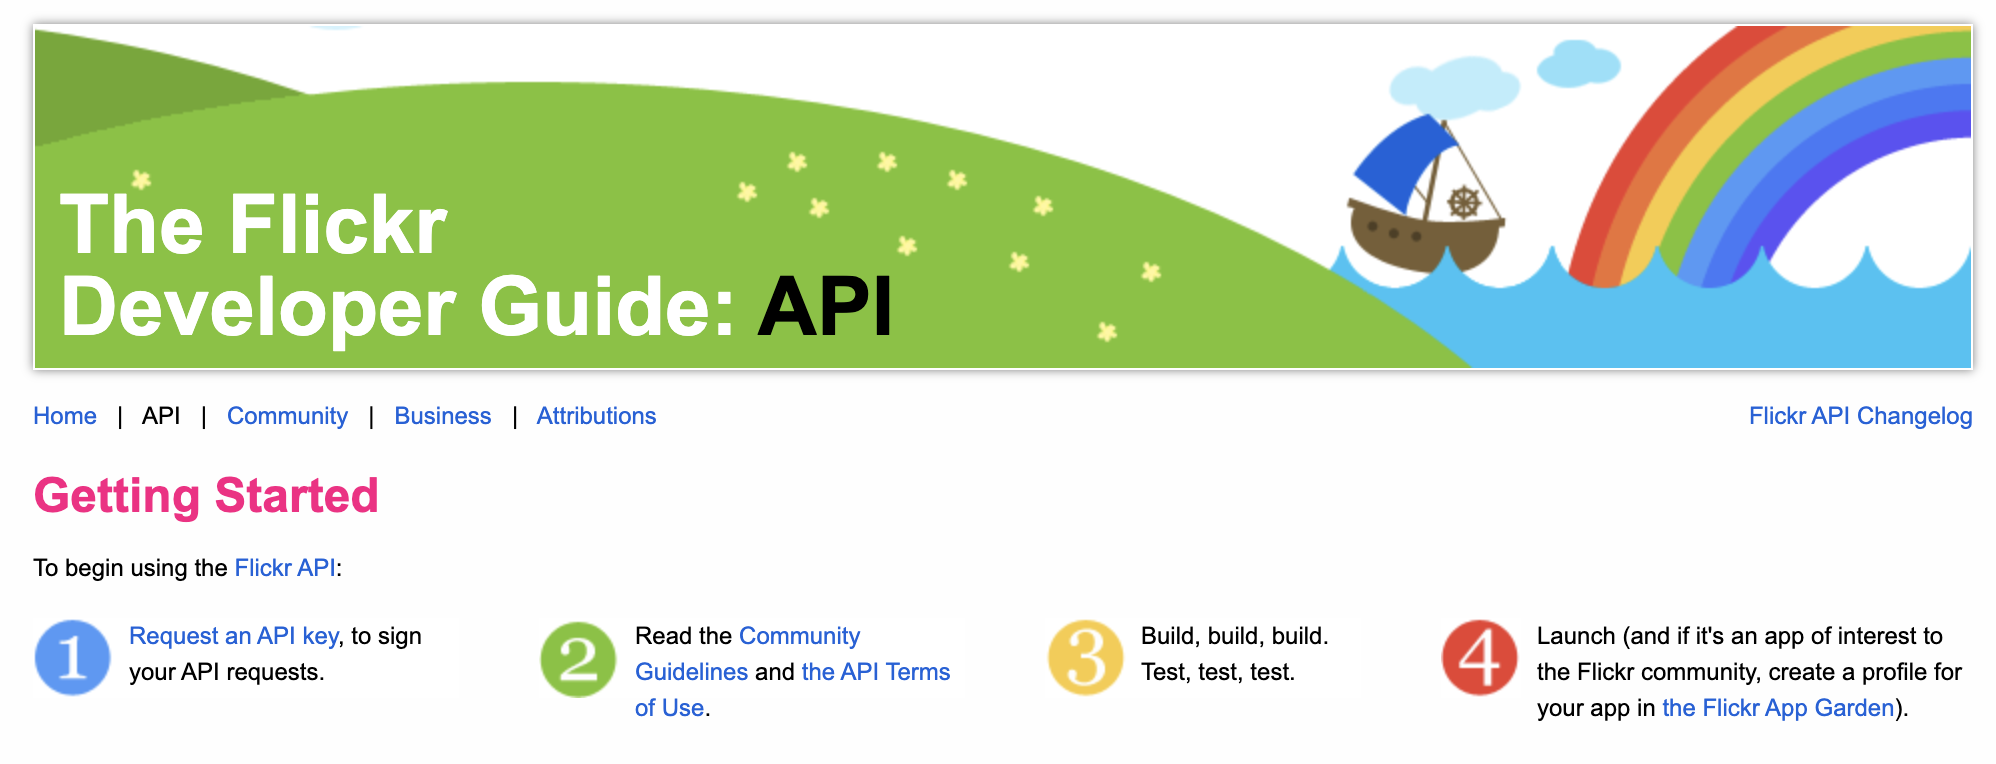 The Flickr
Developer Guide: API
Home | API | Community | Business | Attributions
Flickr API Changelog
Getting Started
To begin using the Flickr API:
1
Request an API key, to sign
your API requests.
2
Read the Community
Guidelines and the API Terms
of Use.
3
Build, build, build.
Test, test, test.
4
Launch (and if it's an app of interest to
the Flickr community, create a profile for
your app in the Flickr App Garden).